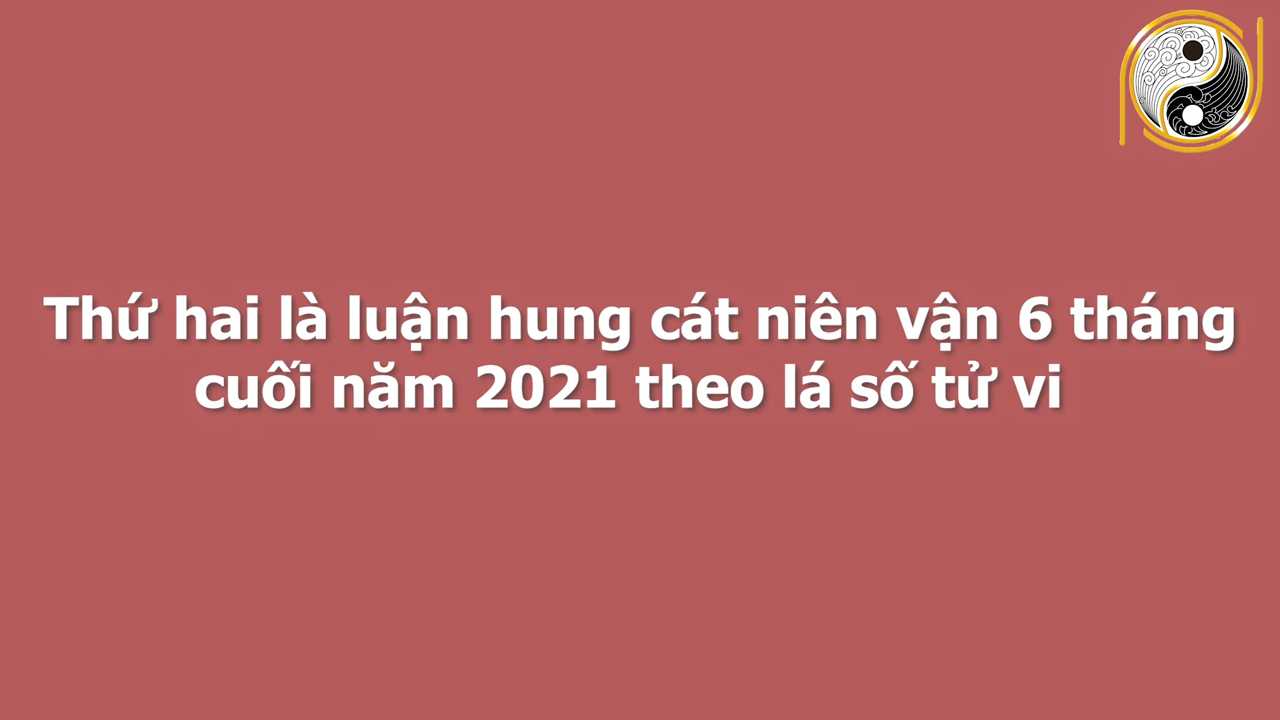 Thứ hai là luận hung cát niên vận 6 tháng
cuối năm 2021 theo lá số tử vi